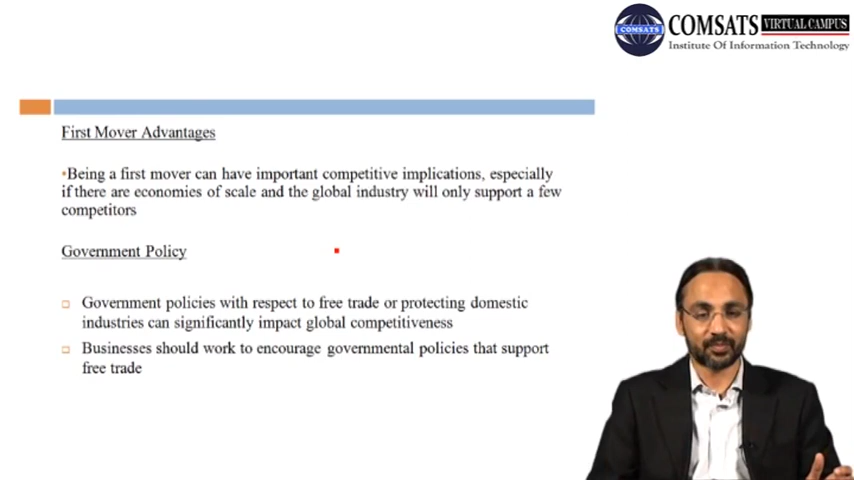 COMSATS VIRTUAL CAMPUS
COMSATS
Institute Of Information Technology
First Mover Advantages
•Being a first mover can have important competitive implications, especially
if there are economies of scale and the global industry will only support a few
competitors
Government Policy
Government policies with respect to free trade or protecting domestic
industries can significantly impact global competitiveness
Businesses should work to encourage governmental policies that support
free trade